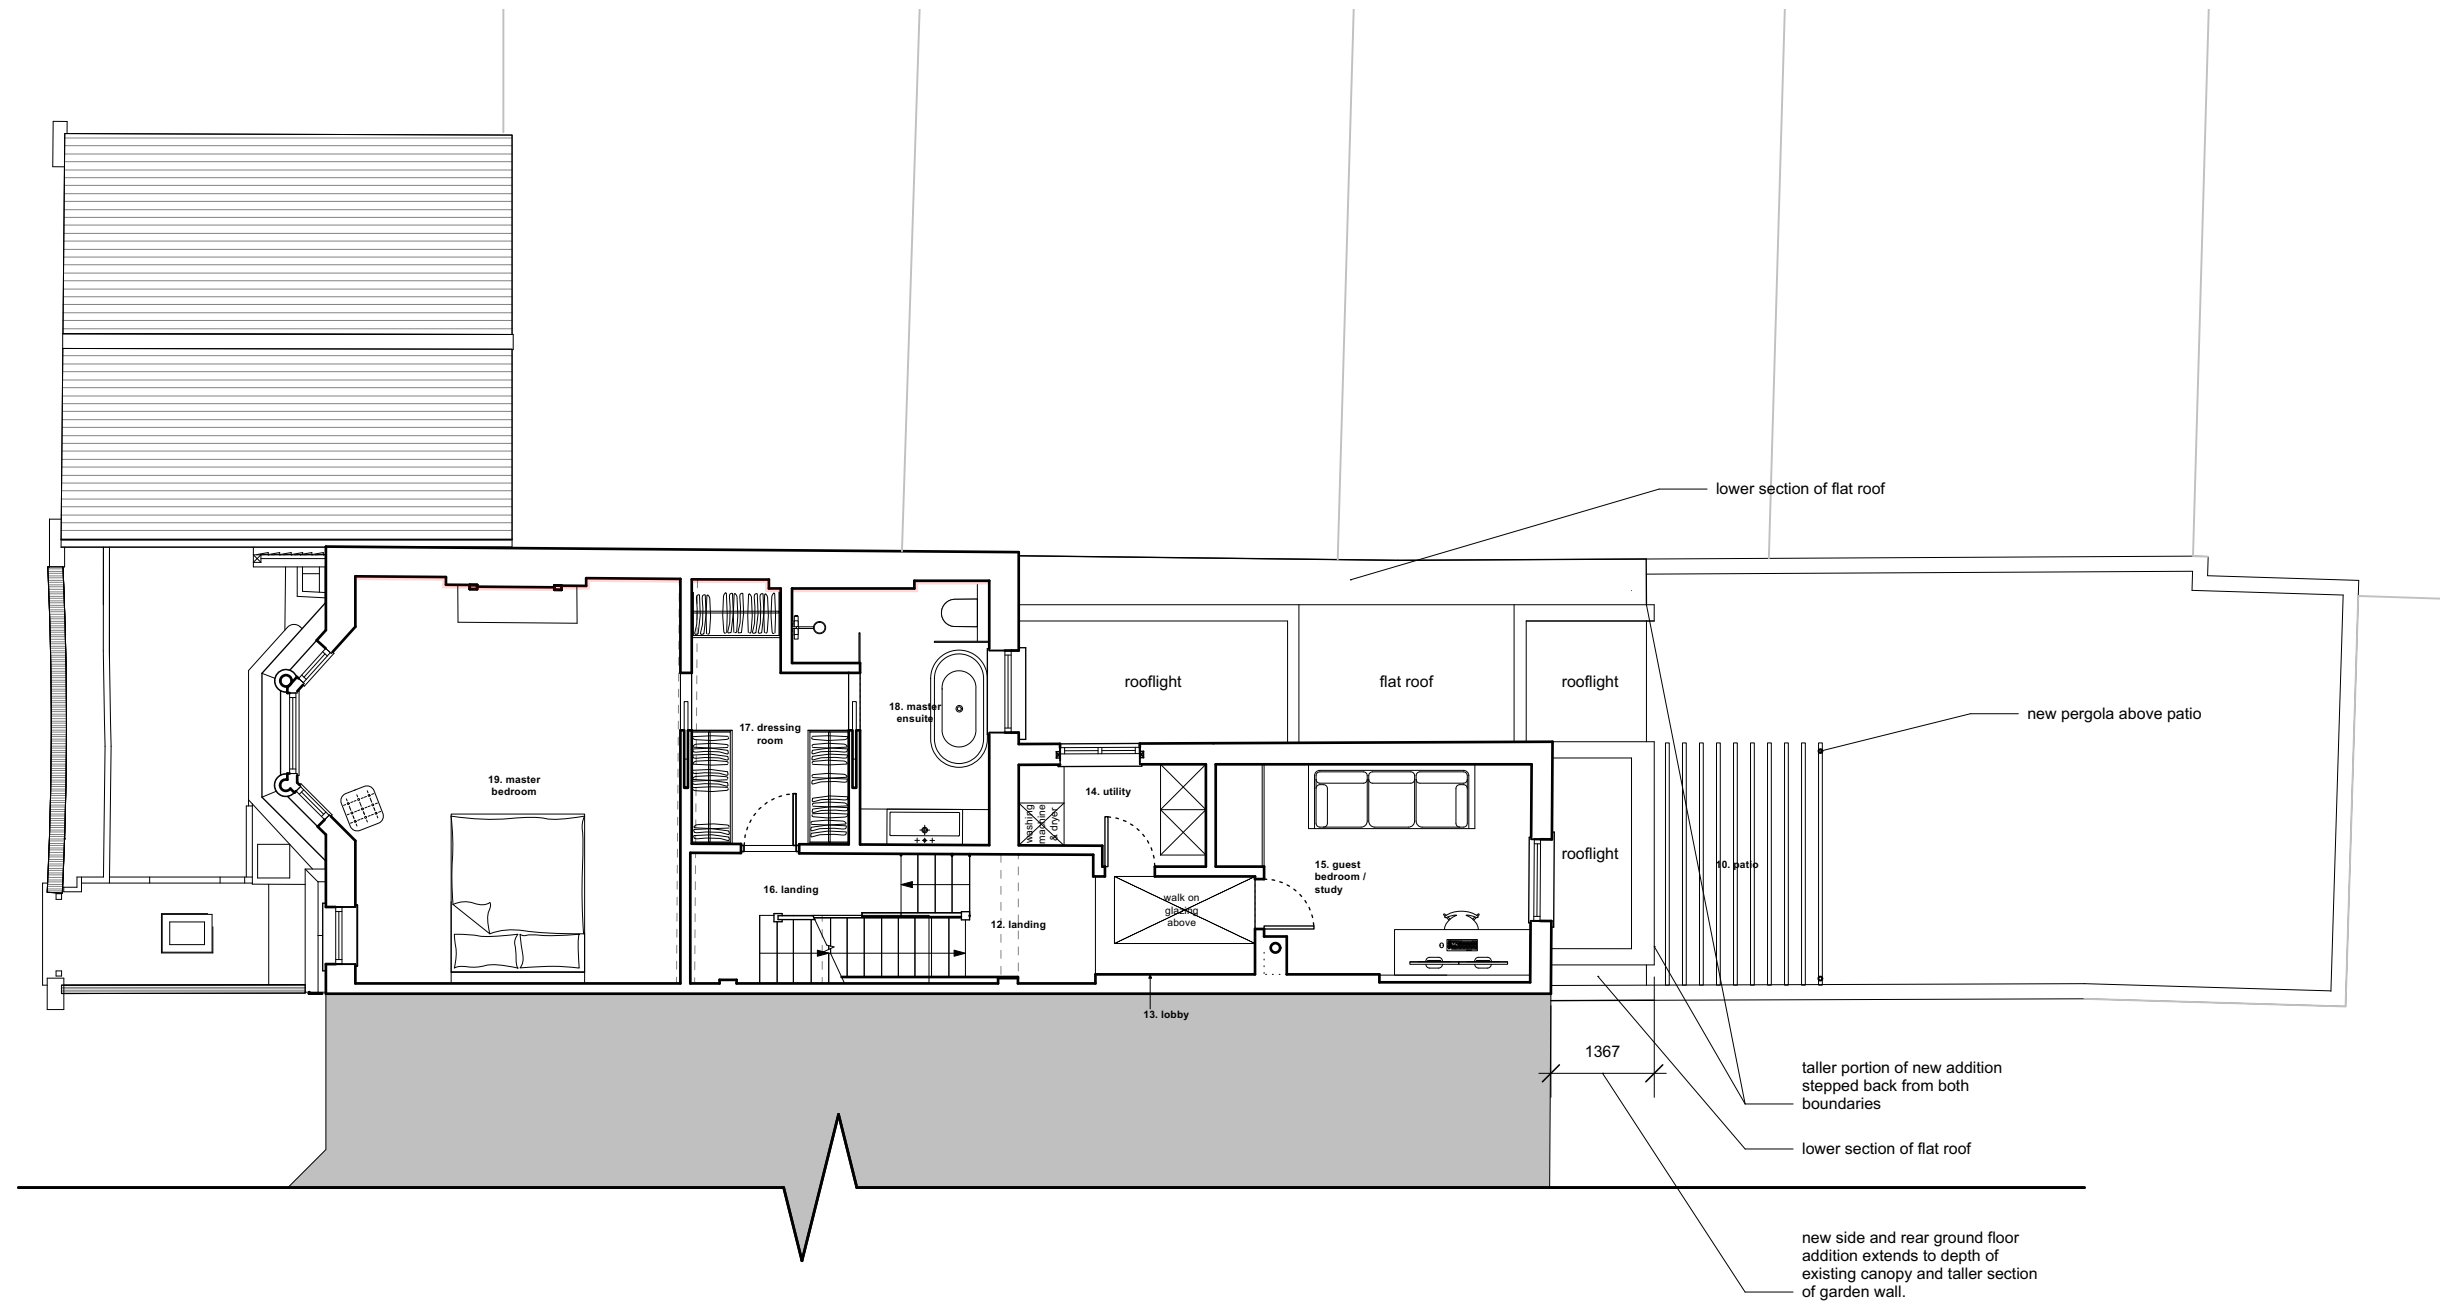 lower section of flat roof
rooflight
flat roof
rooflight
18. master
ensuite
new pergola above patio
17. dressing
room
19. master
bedroom
14. utility
washing
machine
& dryer
rooflight
15. guest
bedroom /
study
10. patio
16. landing
walk on
glazing
above
12. landing
13. lobby
1367
taller portion of new addition
stepped back from both
boundaries
lower section of flat roof
new side and rear ground floor
addition extends to depth of
existing canopy and taller section
of garden wall.